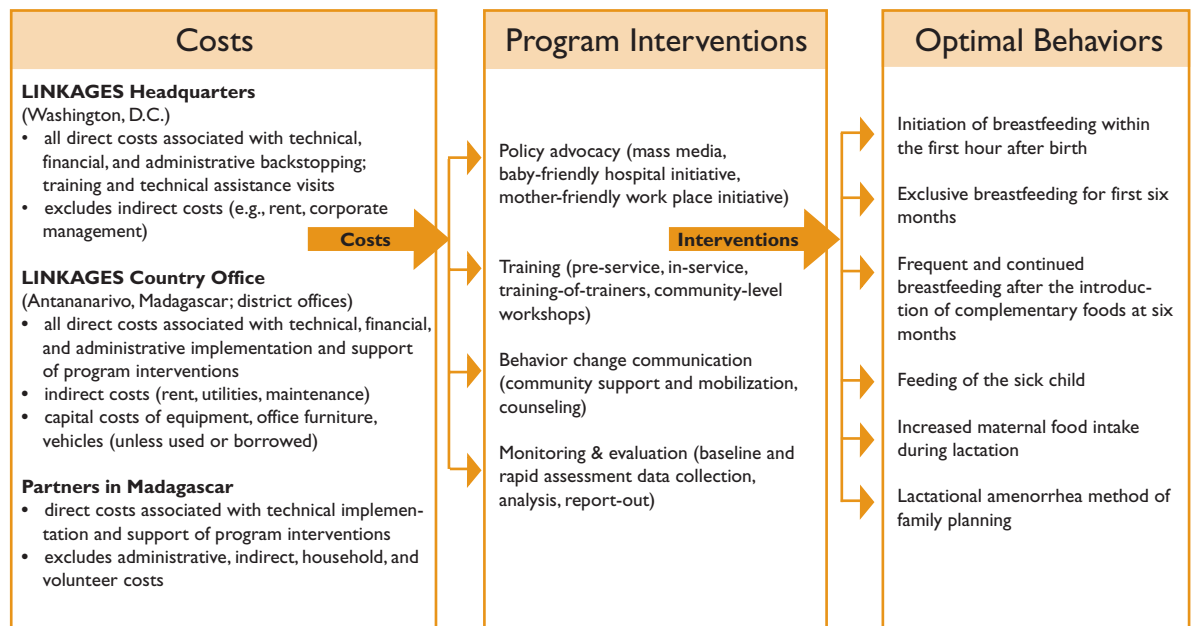 Costs
LINKAGES Headquarters
(Washington, D.C.)
• all direct costs associated with technical,
financial, and administrative backstopping;
training and technical assistance visits
• excludes indirect costs (e.g., rent, corporate
management)
Costs
LINKAGES Country Office
(Antananarivo, Madagascar; district offices)
• all direct costs associated with technical, financial,
and administrative implementation and support
of program interventions
• indirect costs (rent, utilities, maintenance)
• capital costs of equipment, office furniture,
vehicles (unless used or borrowed)
Partners in Madagascar
• direct costs associated with technical implemen-
tation and support of program interventions
• excludes administrative, indirect, household, and
volunteer costs
Program Interventions
Policy advocacy (mass media,
baby-friendly hospital initiative,
mother-friendly work place initiative)
Interventions
Training (pre-service, in-service,
training-of-trainers, community-level
workshops)
Behavior change communication
(community support and mobilization,
counseling)
Monitoring & evaluation (baseline and
rapid assessment data collection,
analysis, report-out)
Optimal Behaviors
Initiation of breastfeeding within
the first hour after birth
Exclusive breastfeeding for first six
months
Frequent and continued
breastfeeding after the introduc-
tion of complementary foods at six
months
Feeding of the sick child
Increased maternal food intake
during lactation
Lactational amenorrhea method of
family planning